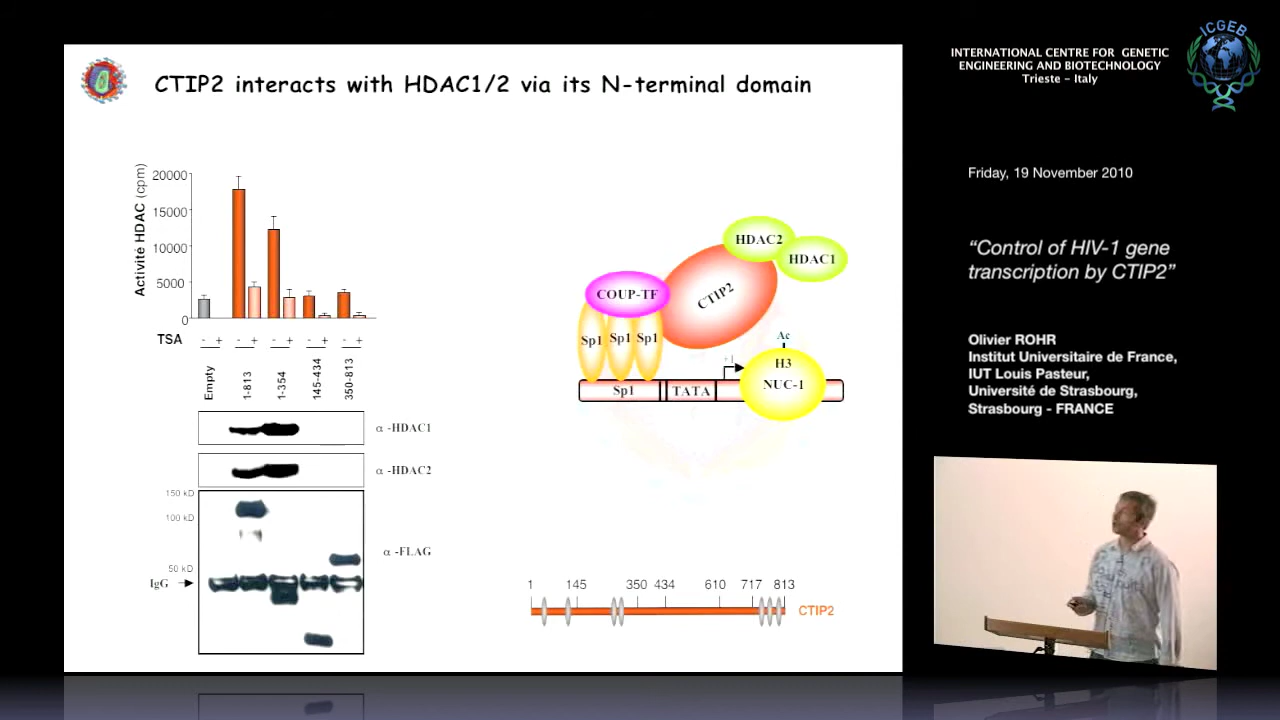 CTIP2 interacts with HDAC1/2 via its N-terminal domain
Activité HDAC (cpm)
20000
15000
10000
5000
0
TSA - + - + - + - + - +
Empty
1-813
1-354
145-434
350-813
α -HDAC1
α -HDAC2
150 kD
100 kD
α -FLAG
50 kD
IgG
HDAC2
HDAC1
CTIP2
COUP-TF
Sp1 Sp1 Sp1
Ac
H3
NUC-1
+1
Sp1 TATA
1 145 350 434 610 717 813
CTIP2
ICGEB
INTERNATIONAL CENTRE FOR GENETIC
ENGINEERING AND BIOTECHNOLOGY
Trieste - Italy
Friday, 19 November 2010
“Control of HIV-1 gene
transcription by CTIP2”
Olivier ROHR
Institut Universitaire de France,
IUT Louis Pasteur,
Université de Strasbourg,
Strasbourg - FRANCE